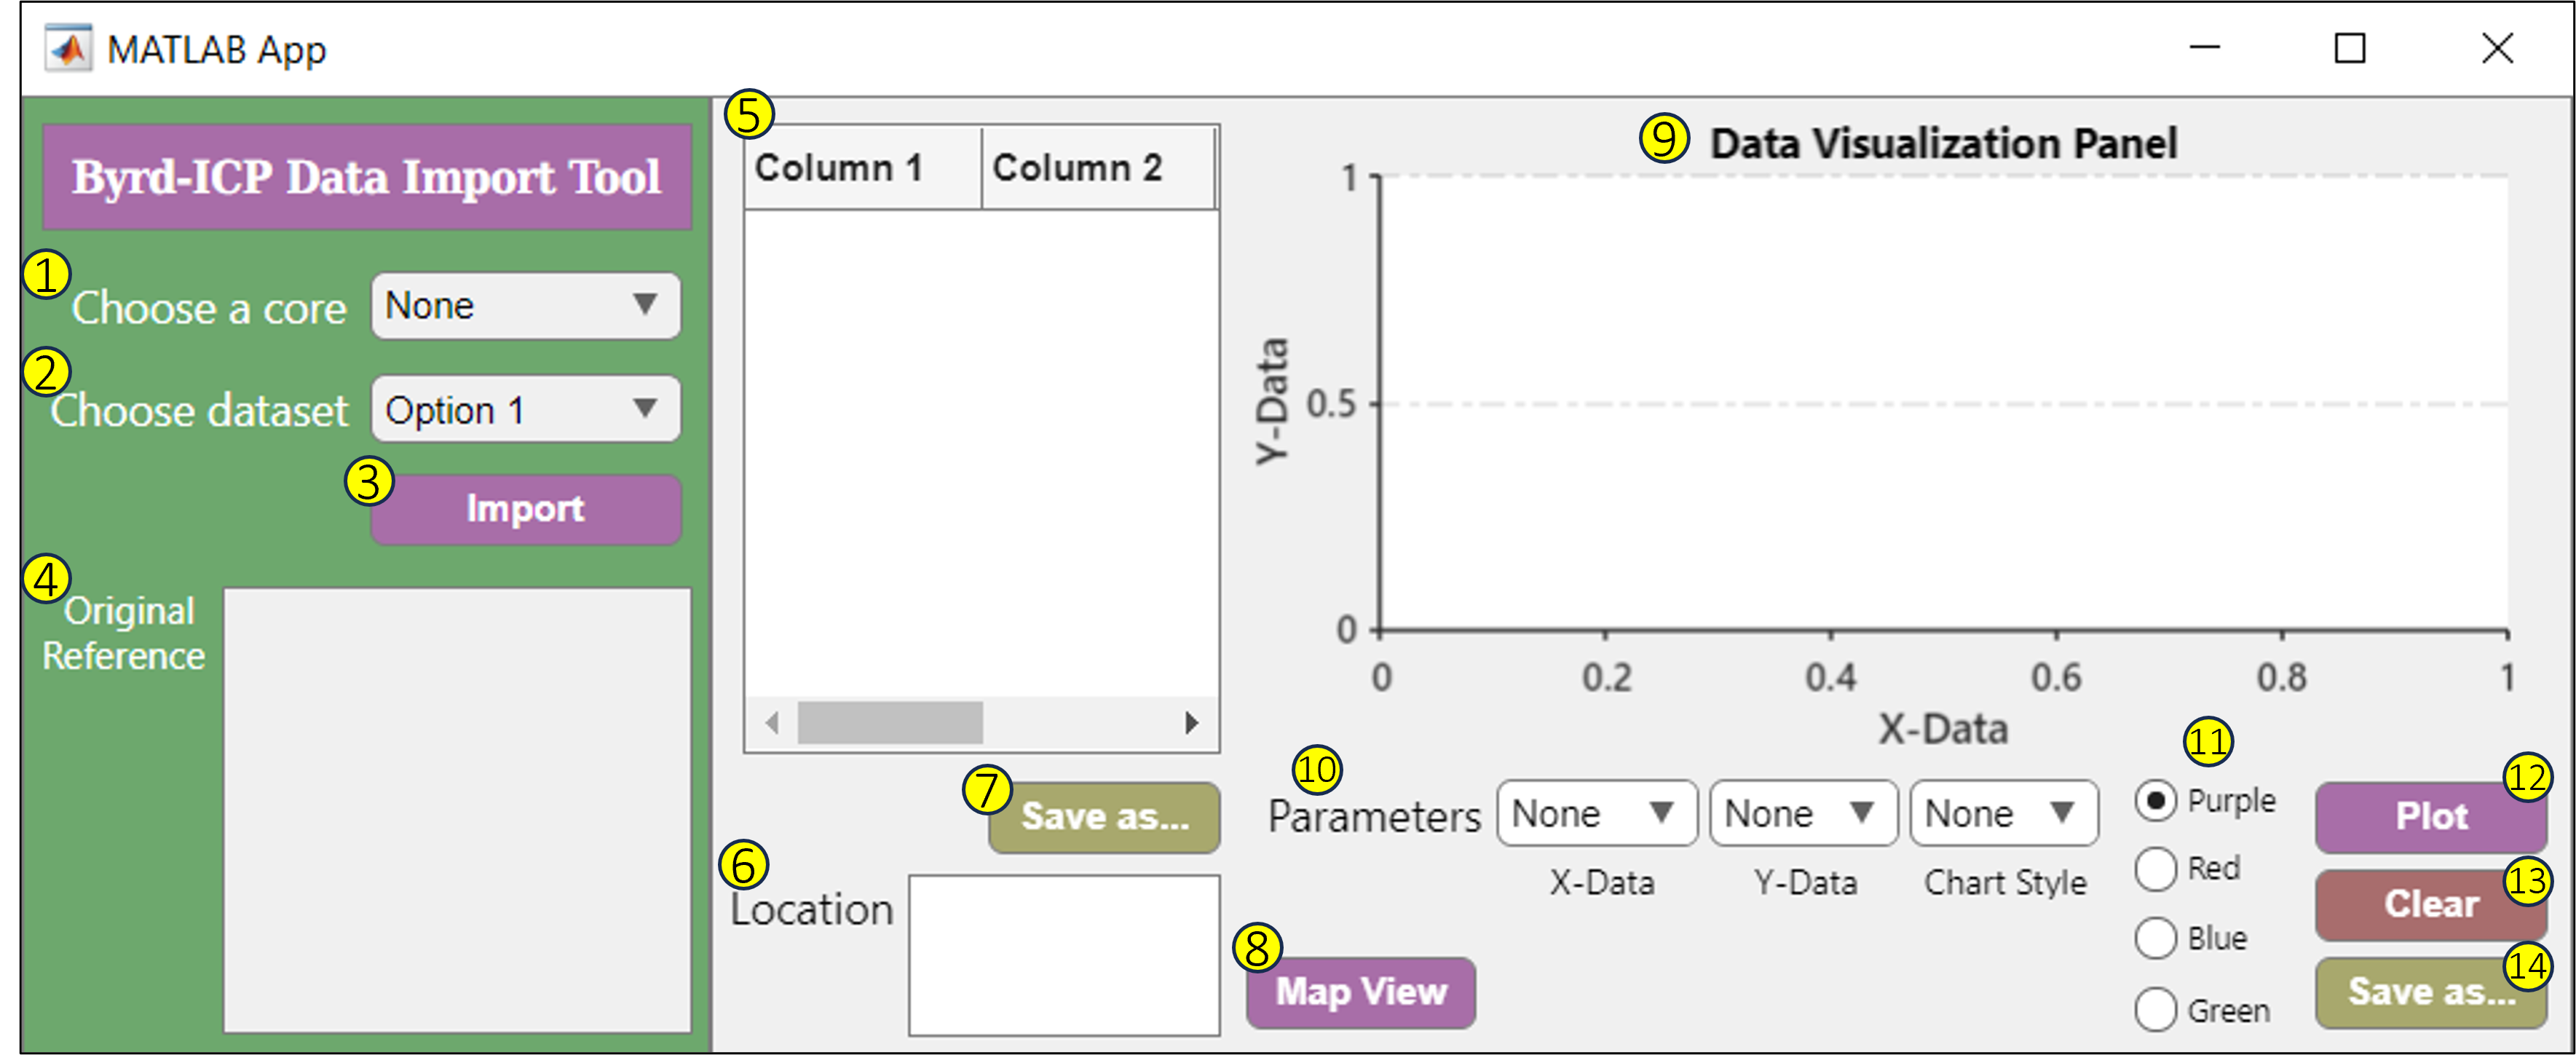 MATLAB App
Byrd-ICP Data Import Tool
1
Choose a core
None
2
Choose dataset
Option 1
3
Import
4
Original
Reference
5
Column 1
Column 2
7
Save as...
6
Location
8
Map View
9
Data Visualization Panel
Y-Data
1
0.5
0
0
0.2
0.4
0.6
0.8
1
X-Data
10
Parameters
None
None
None
X-Data
Y-Data
Chart Style
11
Purple
Red
Blue
Green
12
Plot
13
Clear
14
Save as...